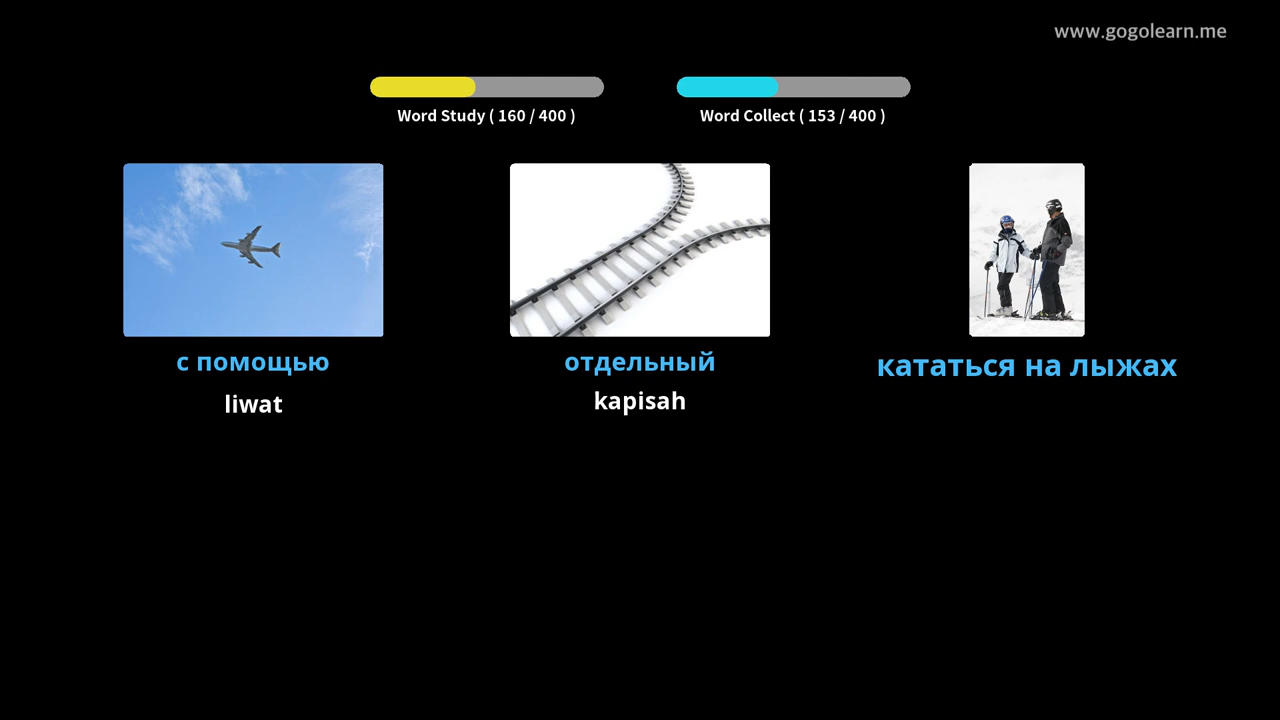 www.gogolearn.me
Word Study ( 160 / 400 )
Word Collect ( 153 / 400 )
с помощью
liwat
отдельный
kapisah
кататься на лыжах